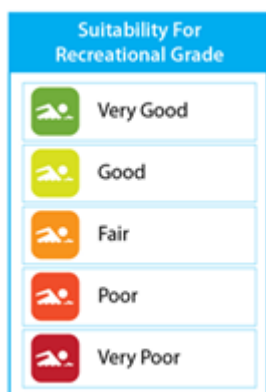 Suitability For
Recreational Grade
Very Good
Good
Fair
Poor
Very Poor